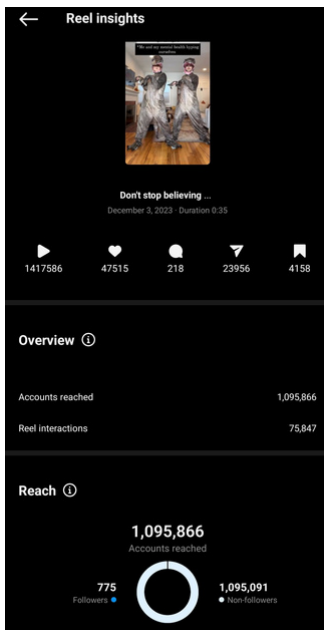 Reel insights
"Me and my mental health hyping
ourselves
Don't stop believing ...
December 3, 2023 · Duration 0:35
1417586 47515 218 23956 4158
Overview
Accounts reached 1,095,866
Reel interactions 75,847
Reach
1,095,866
Accounts reached
775 1,095,091
Followers Non-followers